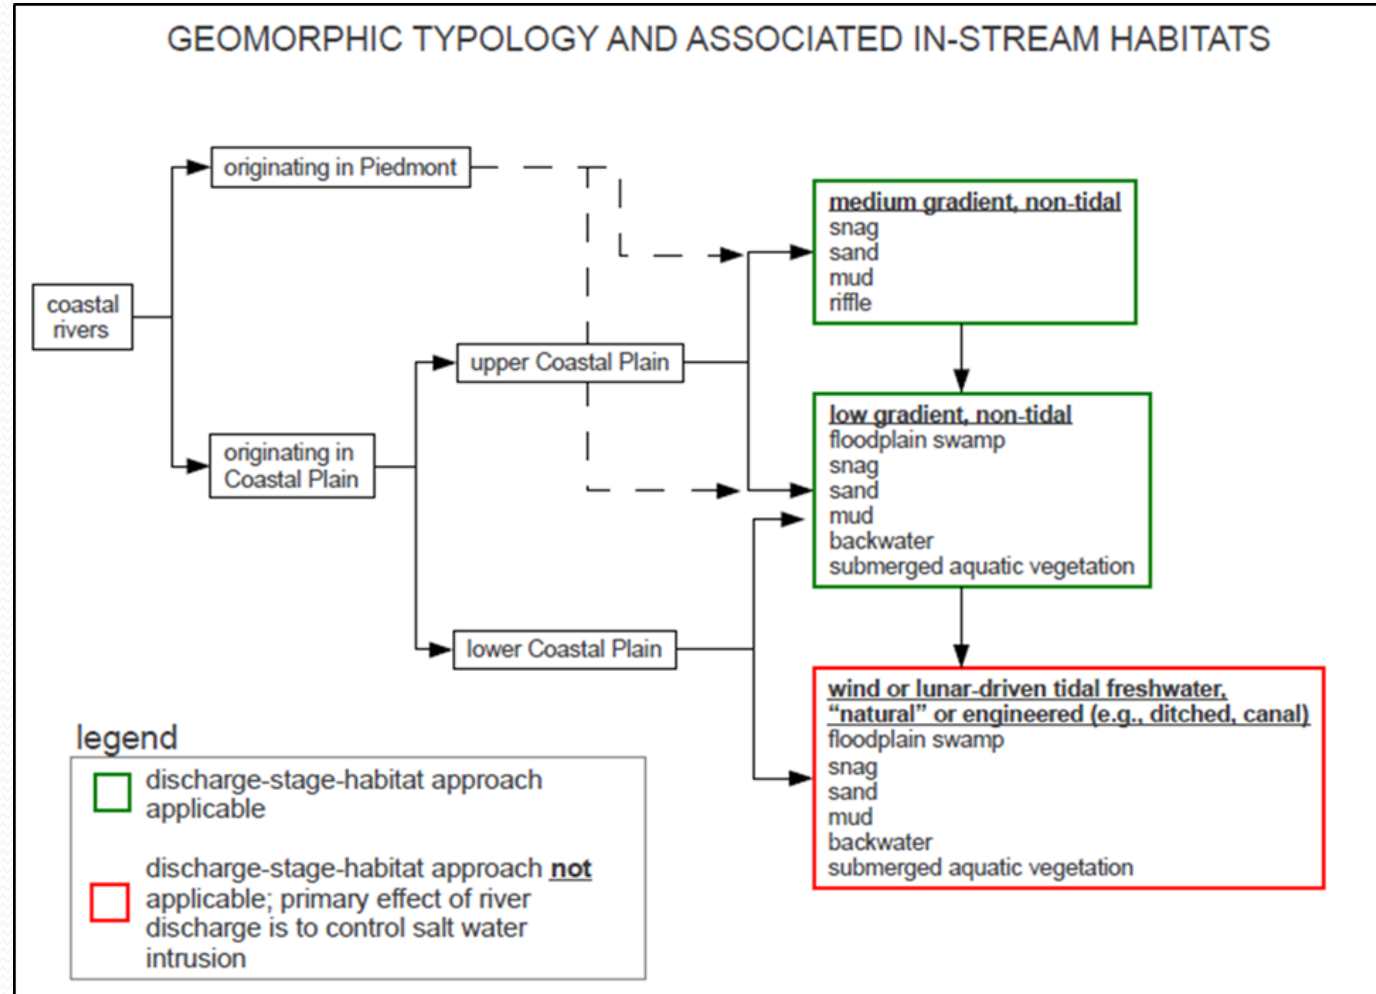 GEOMORPHIC TYPOLOGY AND ASSOCIATED IN-STREAM HABITATS
coastal
rivers
originating in Piedmont
originating in
Coastal Plain
upper Coastal Plain
lower Coastal Plain
medium gradient, non-tidal
snag
sand
mud
riffle
low gradient, non-tidal
floodplain swamp
snag
sand
mud
backwater
submerged aquatic vegetation
wind or lunar-driven tidal freshwater,
“natural” or engineered (e.g., ditched, canal)
floodplain swamp
snag
sand
mud
backwater
submerged aquatic vegetation
legend
discharge-stage-habitat approach
applicable
discharge-stage-habitat approach not
applicable; primary effect of river
discharge is to control salt water
intrusion